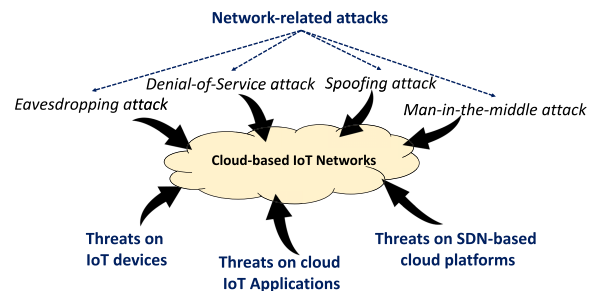 Network-related attacks
Denial-of-Service attack
Spoofing attack
Eavesdropping attack
Man-in-the-middle attack
Cloud-based IoT Networks
Threats on
IoT devices
Threats on cloud
IoT Applications
Threats on SDN-based
cloud platforms